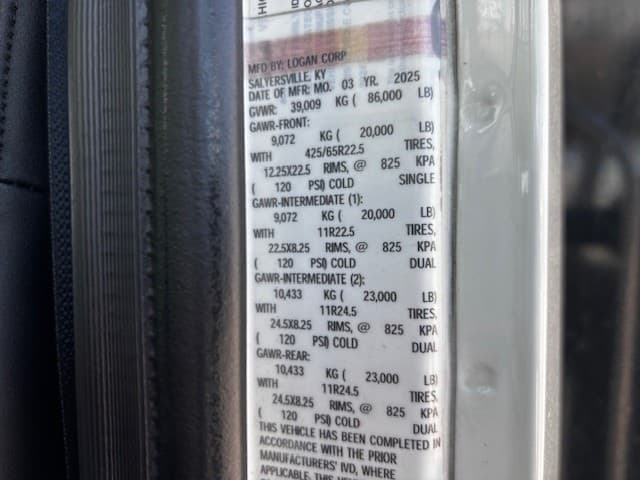 MFD BY: LOGAN CORP
SALYERSVILLE, KY
DATE OF MFR: MO. 03 YR. 2025
GVWR: 39,009 KG ( 86,000 LB)
GAWR-FRONT:
9,072 KG ( 20,000 LB)
WITH 425/65R22.5 TIRES,
12.25X22.5 RIMS, @ 825 KPA
( 120 PSI) COLD SINGLE
GAWR-INTERMEDIATE (1):
9,072 KG ( 20,000 LB)
WITH 11R22.5 TIRES,
22.5X8.25 RIMS, @ 825 KPA
( 120 PSI) COLD DUAL
GAWR-INTERMEDIATE (2):
10,433 KG ( 23,000 LB)
WITH 11R24.5 TIRES,
24.5X8.25 RIMS, @ 825 KPA
( 120 PSI) COLD DUAL
GAWR-REAR:
10,433 KG ( 23,000 LB)
WITH 11R24.5 TIRES,
24.5X8.25 RIMS, @ 825 KPA
( 120 PSI) COLD DUAL
THIS VEHICLE HAS BEEN COMPLETED IN
ACCORDANCE WITH THE PRIOR
MANUFACTURERS' IVD, WHERE
APPLICABLE. THIS